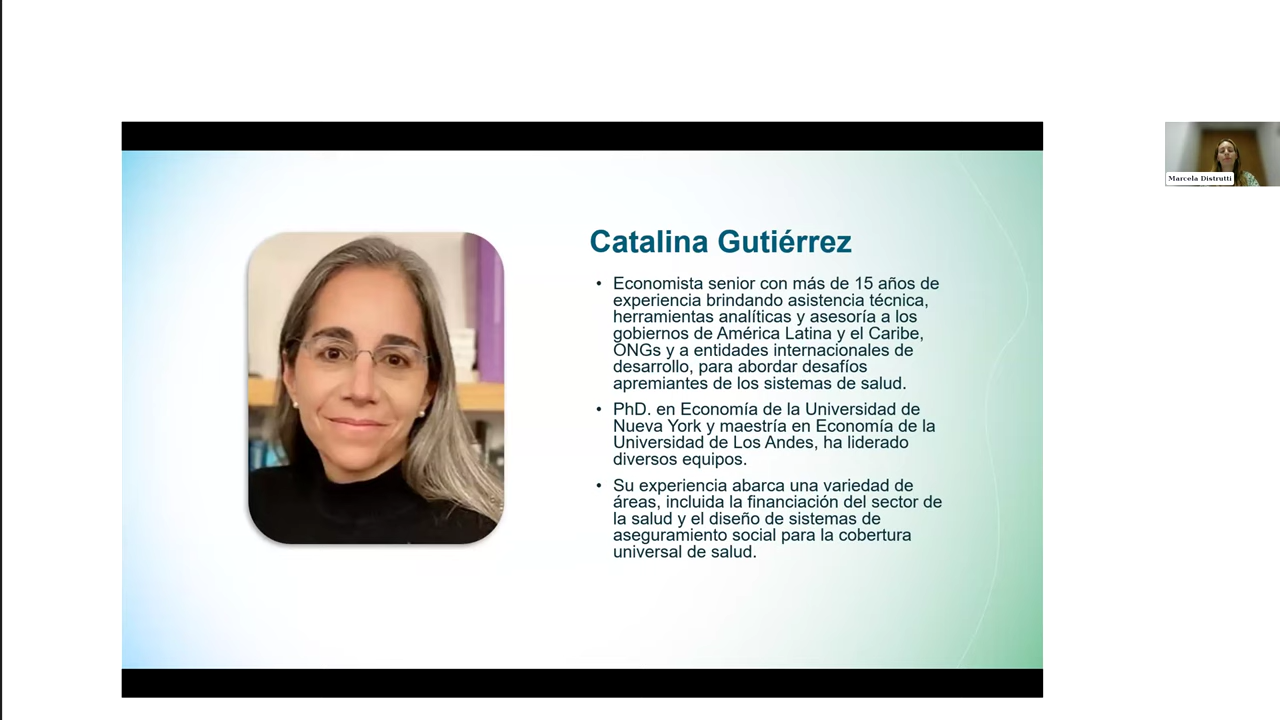 Catalina Gutiérrez
• Economista senior con más de 15 años de
experiencia brindando asistencia técnica,
herramientas analíticas y asesoría a los
gobiernos de América Latina y el Caribe,
ONGs y a entidades internacionales de
desarrollo, para abordar desafíos
apremiantes de los sistemas de salud.
• PhD. en Economía de la Universidad de
Nueva York y maestría en Economía de la
Universidad de Los Andes, ha liderado
diversos equipos.
• Su experiencia abarca una variedad de
áreas, incluida la financiación del sector de
la salud y el diseño de sistemas de
aseguramiento social para la cobertura
universal de salud.
Marcela Distrutti